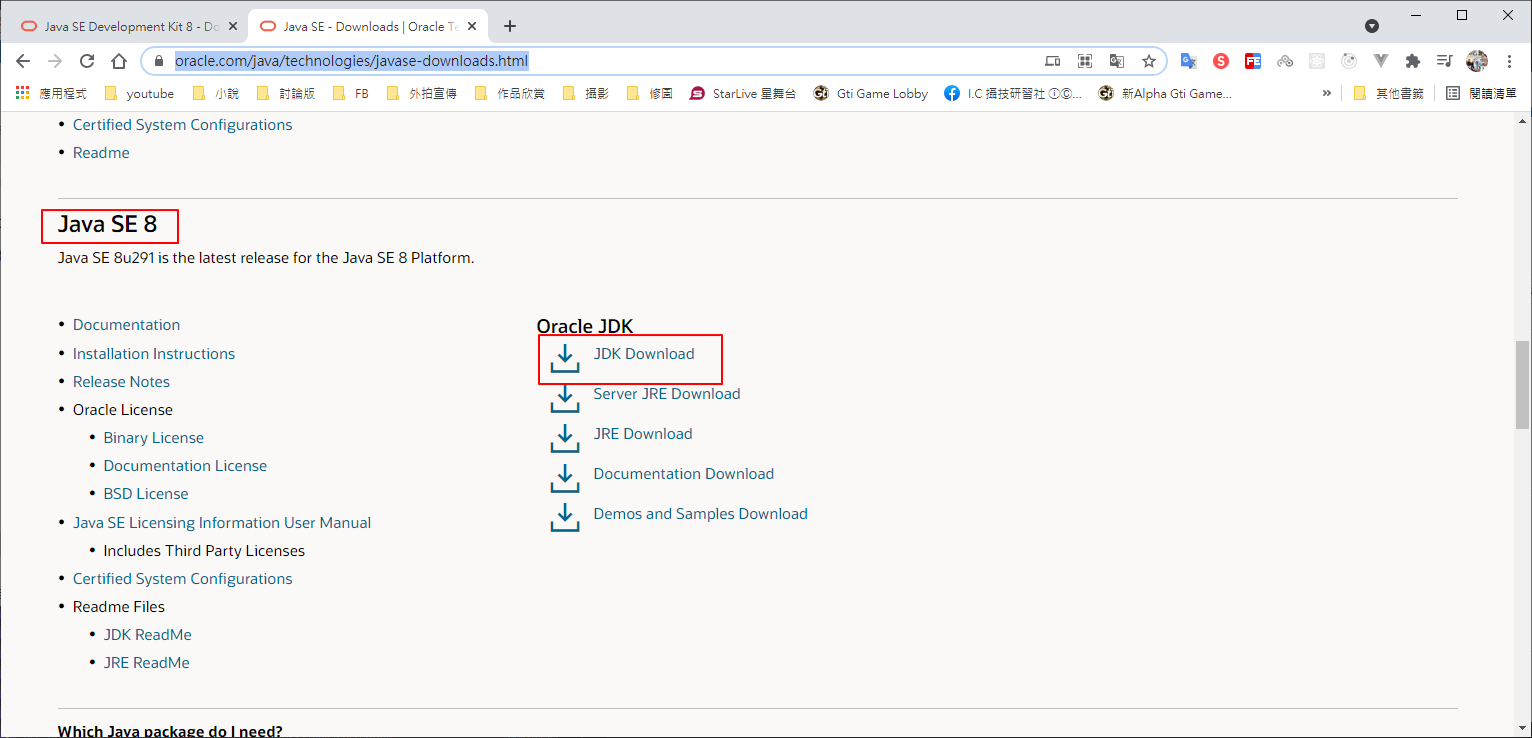 Java SE Development Kit 8 - Do
Java SE - Downloads | Oracle Te
oracle.com/java/technologies/javase-downloads.html
應用程式 youtube 小說 討論版 FB 外拍宣傳 作品欣賞 攝影 修圖 StarLive 星舞台 Gti Game Lobby I.C 攝技研習社 ⓘⒸ... 新Alpha Gti Game... » 其他書籤 閱讀清單
• Certified System Configurations
• Readme
Java SE 8
Java SE 8u291 is the latest release for the Java SE 8 Platform.
• Documentation
• Installation Instructions
• Release Notes
• Oracle License
• Binary License
• Documentation License
• BSD License
• Java SE Licensing Information User Manual
• Includes Third Party Licenses
• Certified System Configurations
• Readme Files
• JDK ReadMe
• JRE ReadMe
Oracle JDK
JDK Download
Server JRE Download
JRE Download
Documentation Download
Demos and Samples Download
Which Java package do I need?